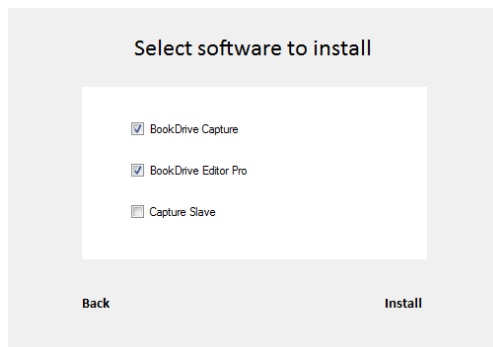 Select software to install
BookDrive Capture
BookDrive Editor Pro
Capture Slave
Back
Install